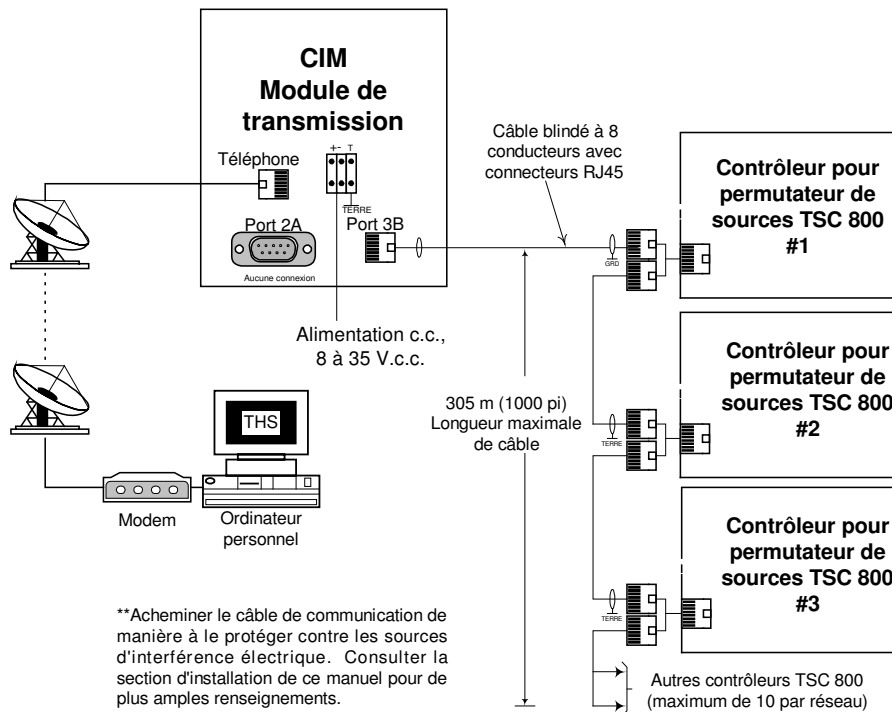 CIM
Module de
transmission
Téléphone
+- T
TERRE
Port 2A
Port 3B
Aucune connexion
Alimentation c.c.,
8 à 35 V.c.c.
THS
Modem
Ordinateur
personnel
Câble blindé à 8
conducteurs avec
connecteurs RJ45
GRD
305 m (1000 pi)
Longueur maximale
de câble
Contrôleur pour
permutateur de
sources TSC 800
#1
TERRE
Contrôleur pour
permutateur de
sources TSC 800
#2
TERRE
Contrôleur pour
permutateur de
sources TSC 800
#3
**Acheminer le câble de communication de
manière à le protéger contre les sources
d'interférence électrique. Consulter la
section d'installation de ce manuel pour de
plus amples renseignements.
Autres contrôleurs TSC 800
(maximum de 10 par réseau)